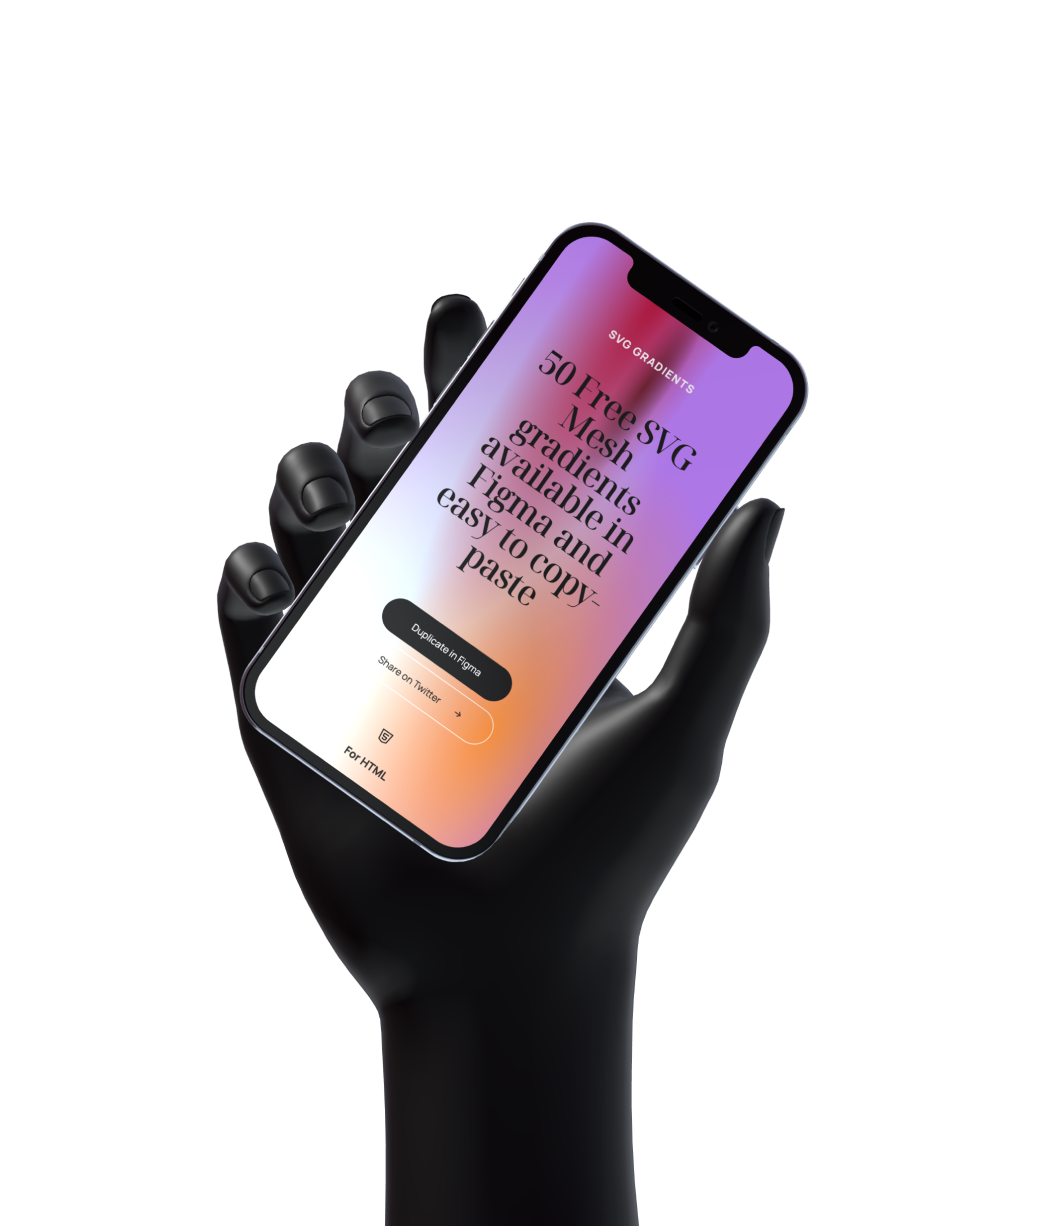 SVG GRADIENTS
50 Free SVG
Mesh
gradients
available in
Figma and
easy to copy-
paste
Duplicate in Figma
Share on Twitter →
5
For HTML